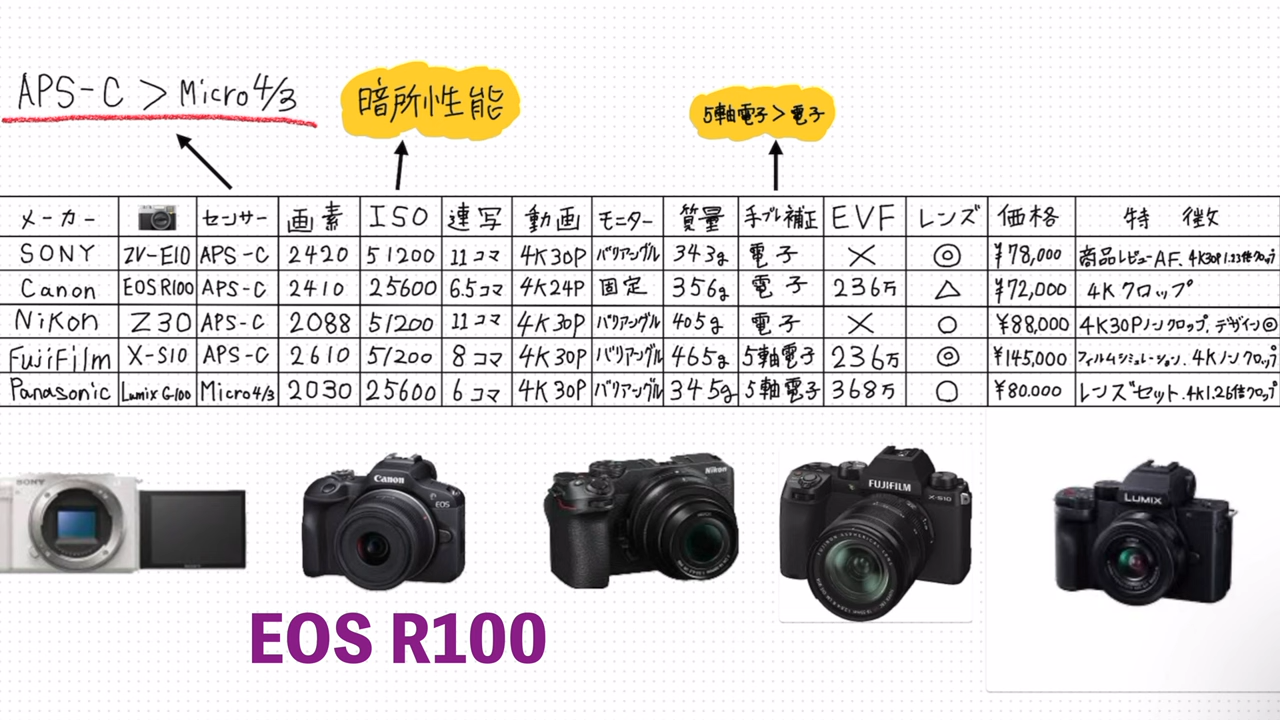 APS-C > Micro4/3
暗所性能
5軸電子>電子
メーカー センサー 画素 ISO 連写 動画 モニター 質量 手ブレ補正 EVF レンズ 価格 特徴
SONY ZV-E10 APS-C 2420 51200 11コマ 4K30P バリアングル 343g 電子 × ◎ ¥78,000 商品レビューAF、4K30P1.23倍クロップ
Canon EOSR100 APS-C 2410 25600 6.5コマ 4K24P 固定 356g 電子 236万 △ ¥72,000 4Kクロップ
Nikon Z30 APS-C 2088 51200 11コマ 4K30P バリアングル 405g 電子 × ○ ¥88,000 4K30Pノンクロップ、デザイン◎
FujiFilm X-S10 APS-C 2610 51200 8コマ 4K30P バリアングル 465g 5軸電子 236万 ◎ ¥145,000 フィルムシミュレーション、4Kノンクロップ
Panasonic Lumix G-100 Micro4/3 2030 25600 6コマ 4K30P バリアングル 345g 5軸電子 368万 ○ ¥80.000 レンズセット、4K1.26倍クロップ
SONY
Canon
EOS
Nikon
FUJIFILM
X-S10
LUMIX
EOS R100